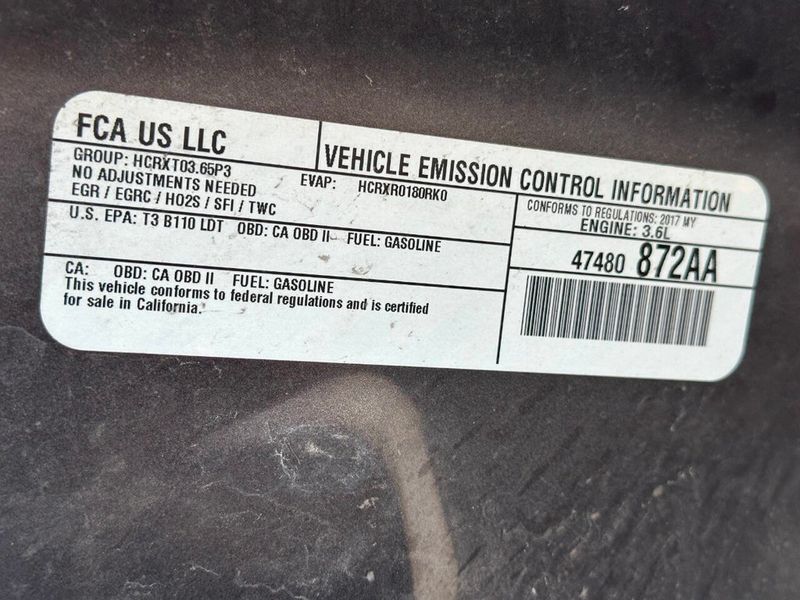 FCA US LLC
VEHICLE EMISSION CONTROL INFORMATION
GROUP: HCRXT03.65P3
EVAP: HCRXR0180RK0
NO ADJUSTMENTS NEEDED
EGR / EGRC / HO2S / SFI / TWC
CONFORMS TO REGULATIONS: 2017 MY
ENGINE: 3.6L
U.S. EPA: T3 B110 LDT OBD: CA OBD II FUEL: GASOLINE
47480 872AA
CA: OBD: CA OBD II FUEL: GASOLINE
This vehicle conforms to federal regulations and is certified
for sale in California.